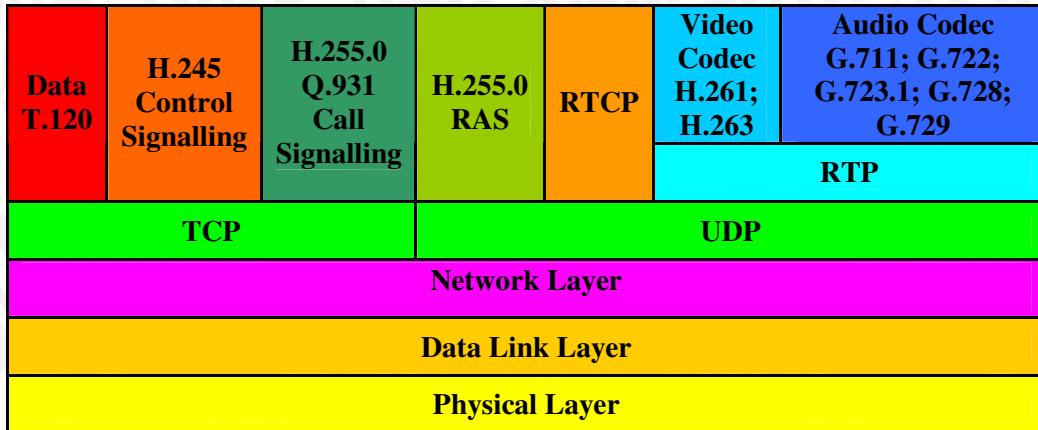 Data
T.120
H.245
Control
Signalling
H.255.0
Q.931
Call
Signalling
H.255.0
RAS
RTCP
Video
Codec
H.261;
H.263
Audio Codec
G.711; G.722;
G.723.1; G.728;
G.729
RTP
TCP
UDP
Network Layer
Data Link Layer
Physical Layer